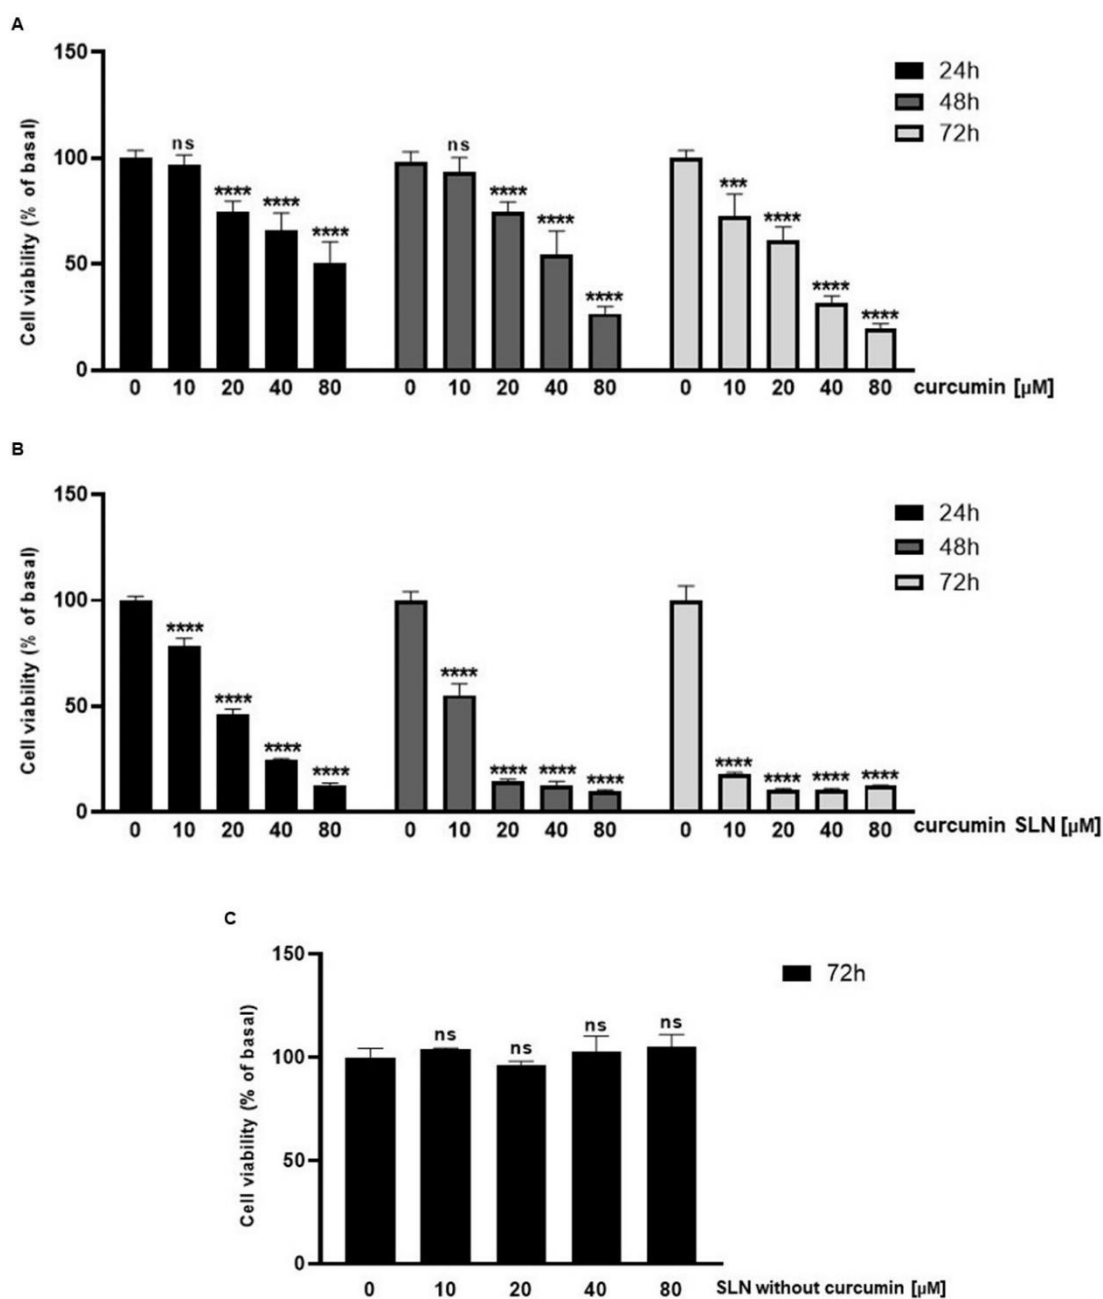 A
150
100
50
0
Cell viability (% of basal)
24h
48h
72h
ns
****
****
****
ns
****
****
****
***
****
****
****
0 10 20 40 80 0 10 20 40 80 0 10 20 40 80 curcumin [µM]
B
150
100
50
0
Cell viability (% of basal)
24h
48h
72h
****
****
****
****
****
****
****
****
****
****
****
****
0 10 20 40 80 0 10 20 40 80 0 10 20 40 80 curcumin SLN [µM]
C
150
100
50
0
Cell viability (% of basal)
72h
ns
ns
ns
ns
0 10 20 40 80 SLN without curcumin [µM]